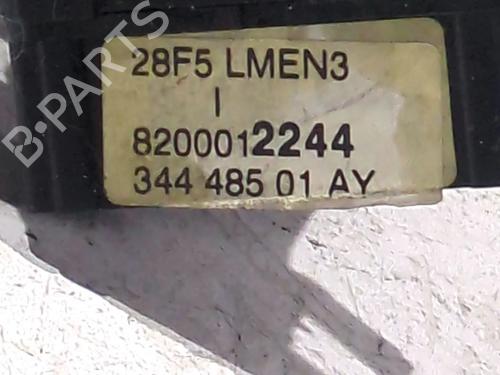 B-PARTS
28F5 LMEN3
I
8200012244
344 485 01 AY